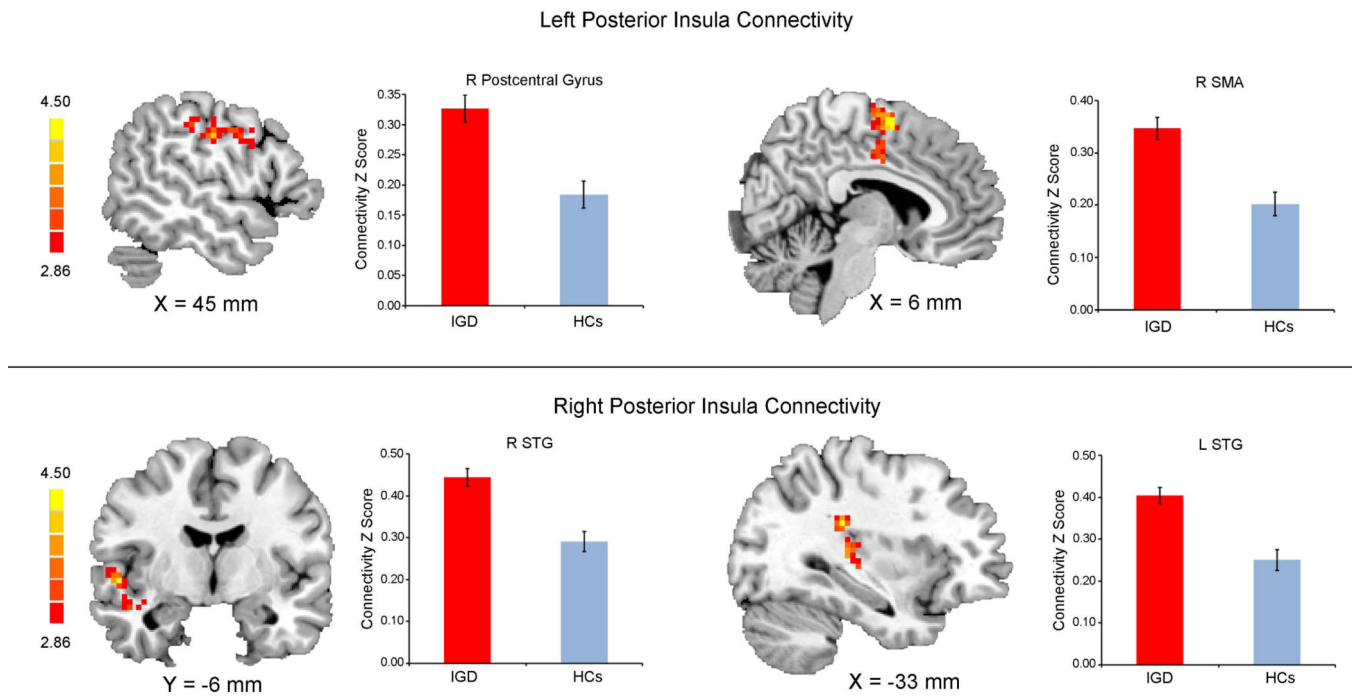 Left Posterior Insula Connectivity
4.50
2.86
X = 45 mm
R Postcentral Gyrus
Connectivity Z Score
0.35
0.30
0.25
0.20
0.15
0.10
0.05
0.00
IGD
HCs
X = 6 mm
R SMA
Connectivity Z Score
0.40
0.30
0.20
0.10
0.00
IGD
HCs
Right Posterior Insula Connectivity
4.50
2.86
Y = -6 mm
R STG
Connectivity Z Score
0.50
0.40
0.30
0.20
0.10
0.00
IGD
HCs
X = -33 mm
L STG
Connectivity Z Score
0.50
0.40
0.30
0.20
0.10
0.00
IGD
HCs